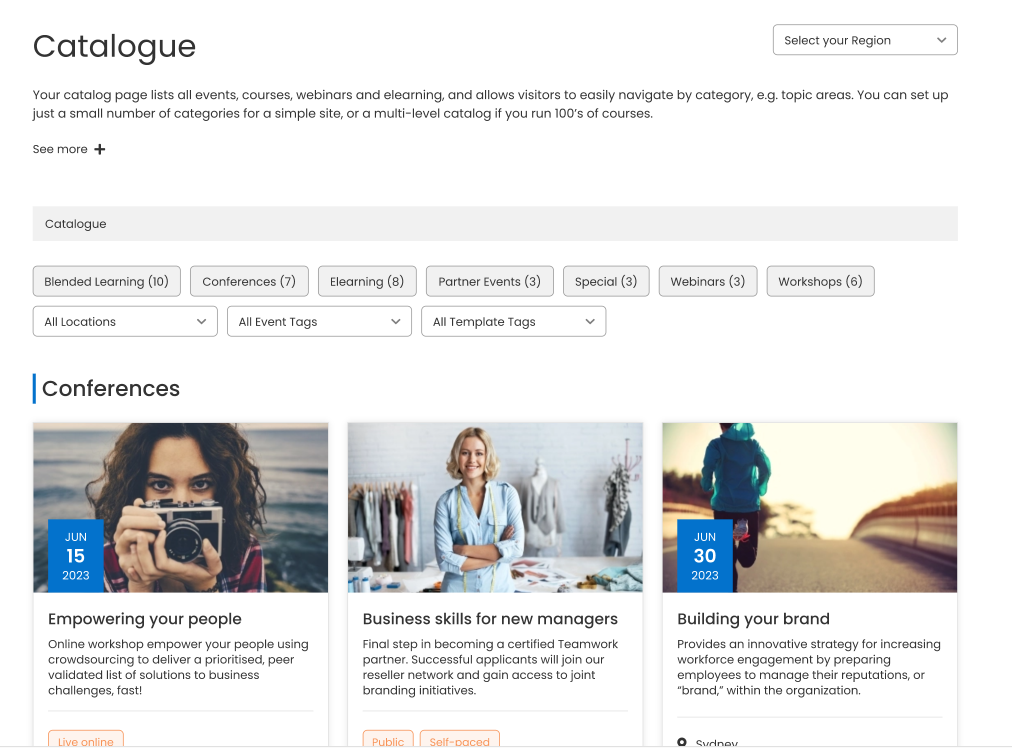 Catalogue
Select your Region
Your catalog page lists all events, courses, webinars and elearning, and allows visitors to easily navigate by category, e.g. topic areas. You can set up
just a small number of categories for a simple site, or a multi-level catalog if you run 100's of courses.
See more
Catalogue
Blended Learning (10) Conferences (7) Elearning (8) Partner Events (3) Special (3) Webinars (3) Workshops (6)
All Locations All Event Tags All Template Tags
Conferences
JUN
15
2023
Empowering your people
Online workshop empower your people using
crowdsourcing to deliver a prioritised, peer
validated list of solutions to business
challenges, fast!
Live online
Business skills for new managers
Final step in becoming a certified Teamwork
partner. Successful applicants will join our
reseller network and gain access to joint
branding initiatives.
Public Self-paced
JUN
30
2023
Building your brand
Provides an innovative strategy for increasing
workforce engagement by preparing
employees to manage their reputations, or
“brand,” within the organization.
Sydney